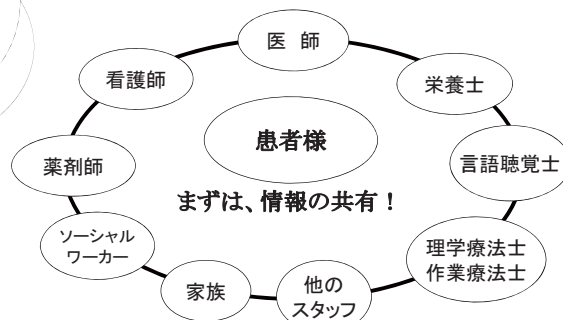 医 師
看護師
栄養士
患者様
薬剤師
言語聴覚士
まずは、情報の共有！
ソーシャル
ワーカー
理学療法士
作業療法士
家族
他の
スタッフ